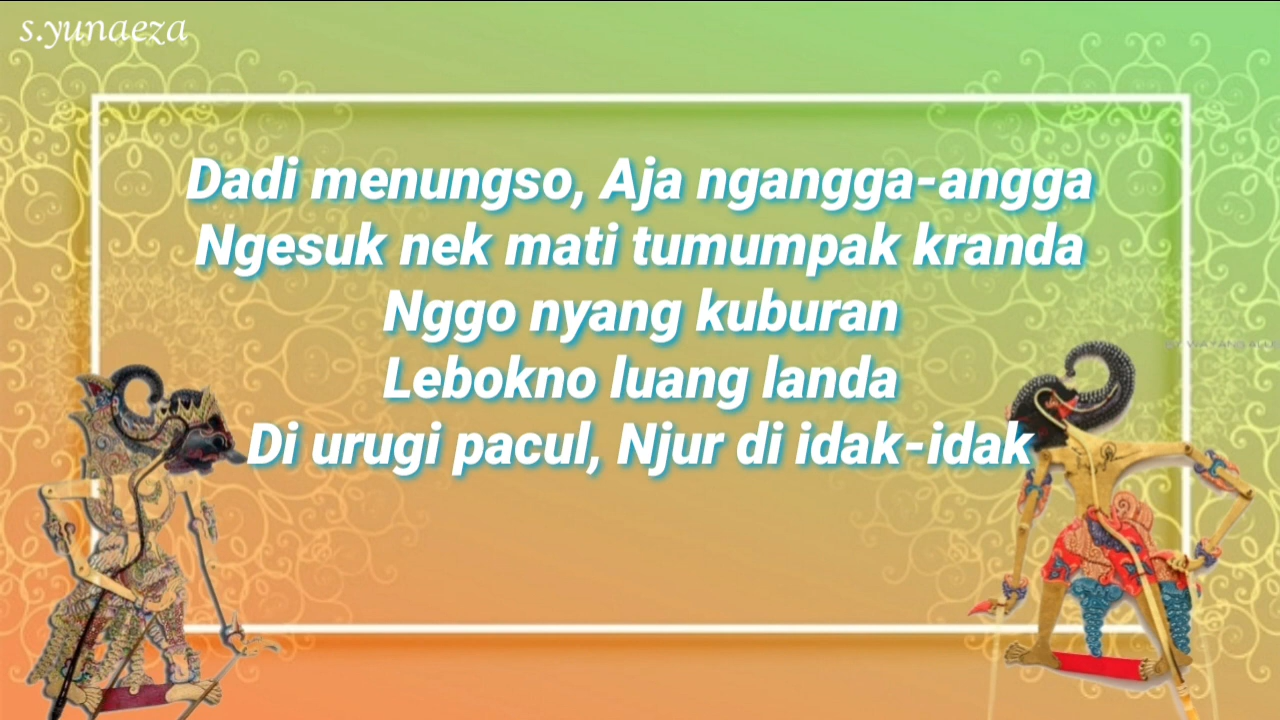 s.yunaeza
Dadi menungso, Aja ngangga-angga
Ngesuk nek mati tumumpak kranda
Nggo nyang kuburan
Lebokno luang landa
Di urugi pacul, Njur di idak-idak